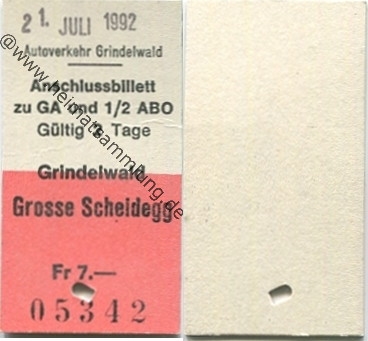 21. JULI 1992
Autoverkehr Grindelwald
Anschlussbillett
zu GA und 1/2 ABO
Gültig Tage
Grindelwald
Grosse Scheidegg
Fr 7.—
05342
@www.heimatsammlung.de